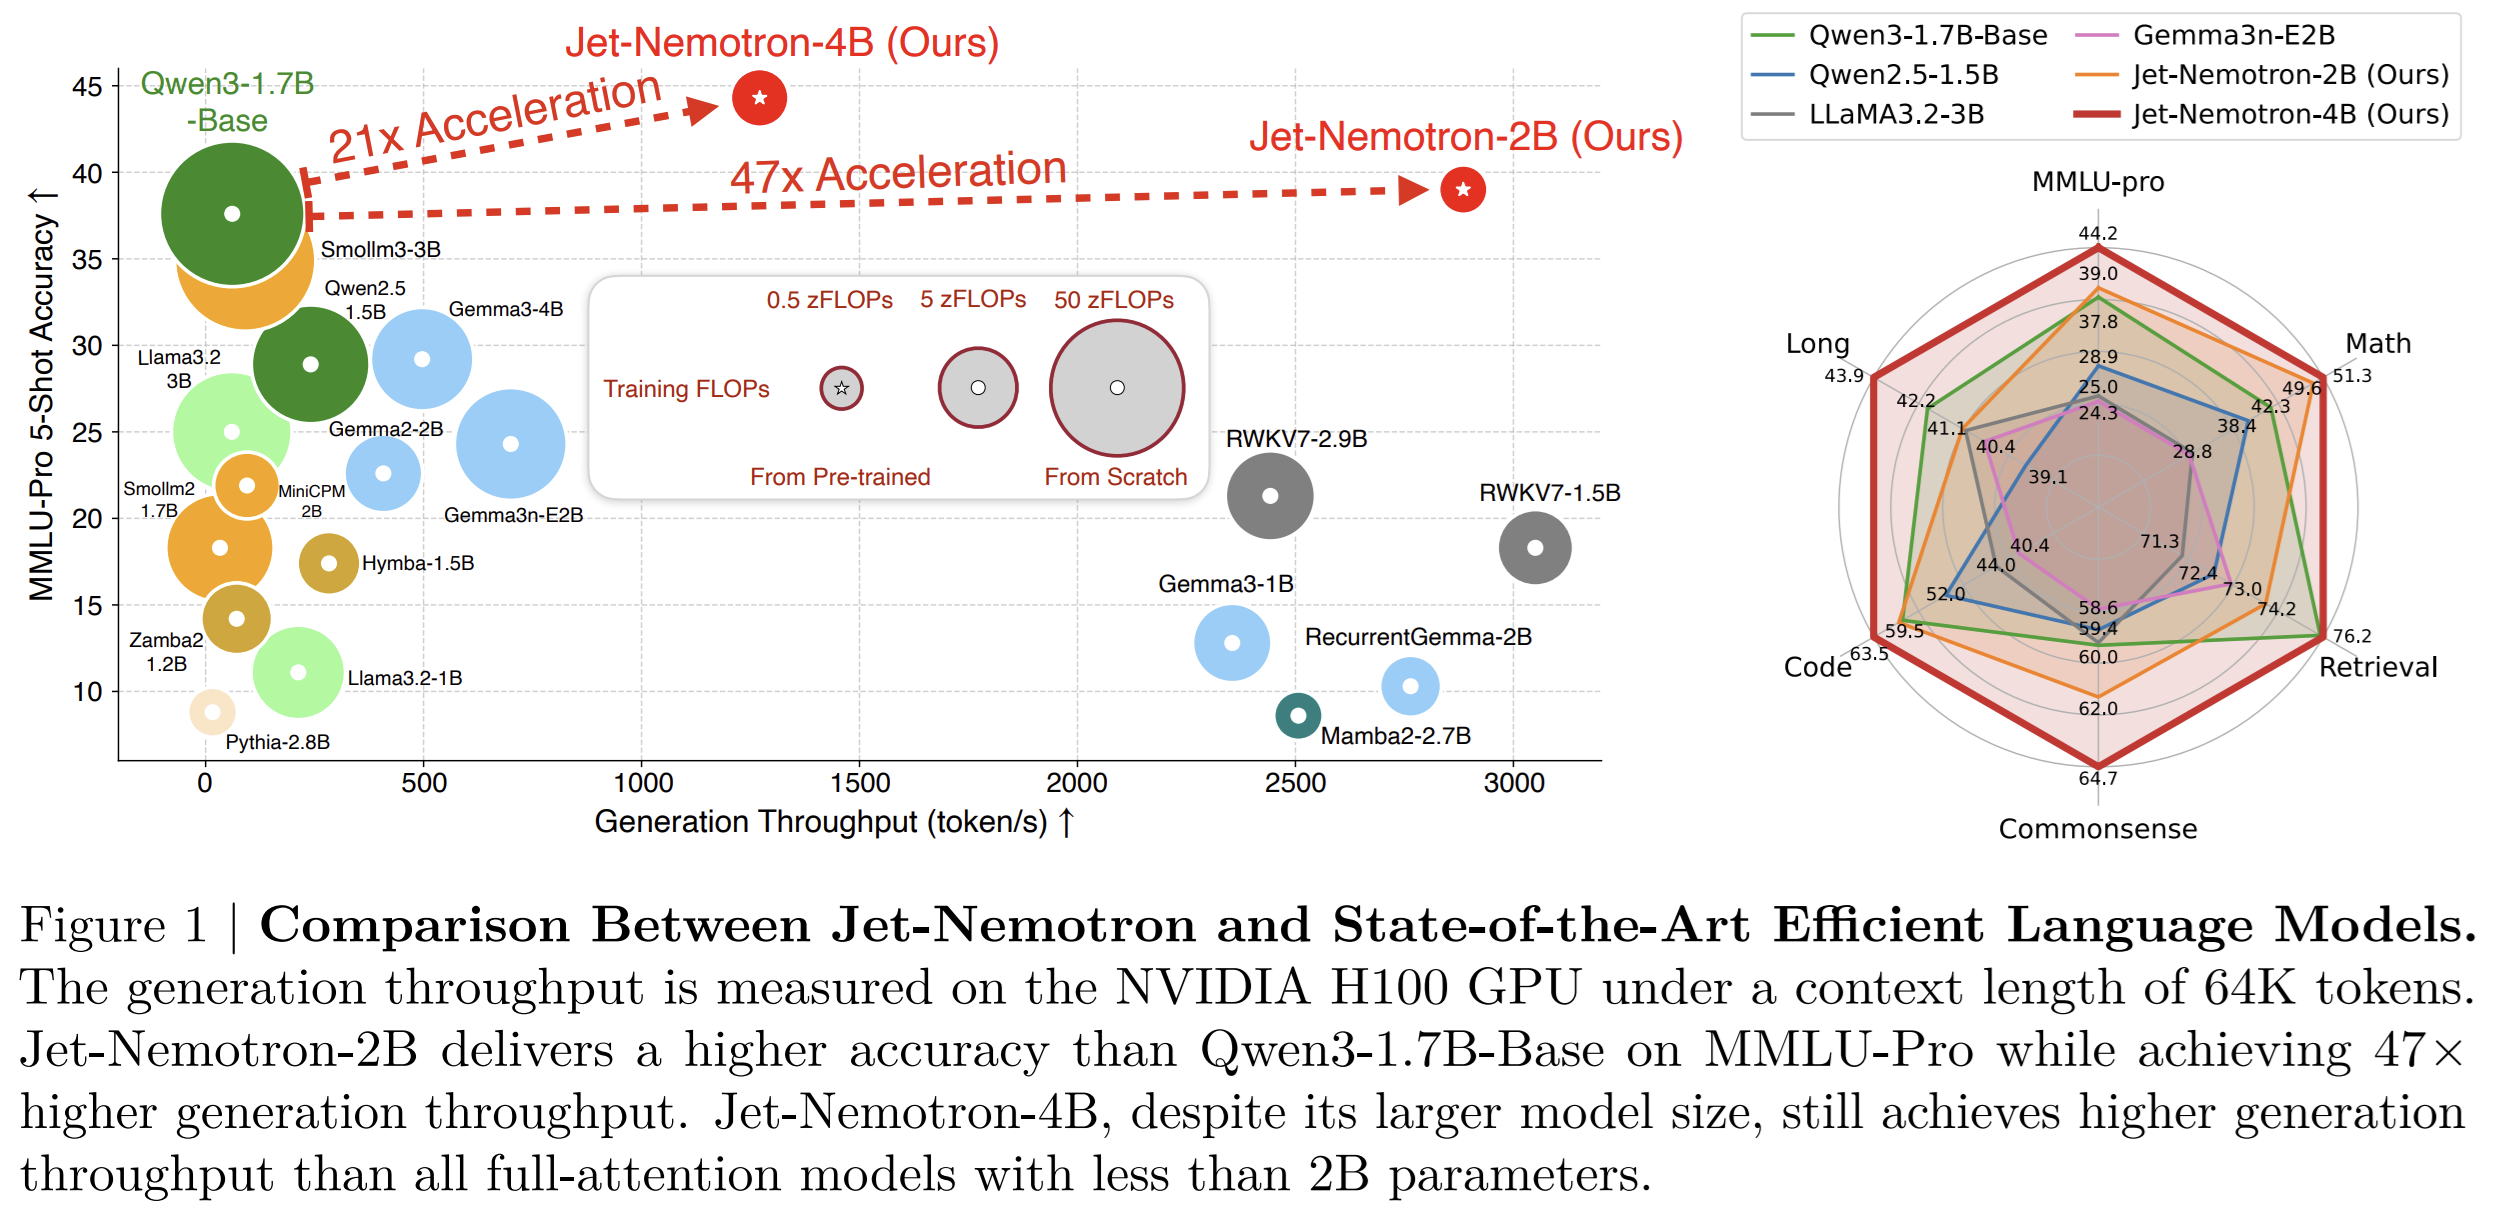 Jet-Nemotron-4B (Ours)
Qwen3-1.7B
-Base
21x Acceleration
Jet-Nemotron-2B (Ours)
47x Acceleration
Smollm3-3B
Qwen2.5
1.5B
Gemma3-4B
Llama3.2
3B
Gemma2-2B
Smollm2
1.7B
MiniCPM
2B
Gemma3n-E2B
Hymba-1.5B
Zamba2
1.2B
Llama3.2-1B
Pythia-2.8B
0.5 zFLOPs
5 zFLOPs
50 zFLOPs
Training FLOPs
From Pre-trained
From Scratch
RWKV7-2.9B
RWKV7-1.5B
Gemma3-1B
RecurrentGemma-2B
Mamba2-2.7B
MMLU-Pro 5-Shot Accuracy ↑
45
40
35
30
25
20
15
10
0
500
1000
1500
2000
2500
3000
Generation Throughput (token/s) ↑
Qwen3-1.7B-Base
Qwen2.5-1.5B
LLaMA3.2-3B
Gemma3n-E2B
Jet-Nemotron-2B (Ours)
Jet-Nemotron-4B (Ours)
MMLU-pro
44.2
39.0
37.8
28.9
25.0
24.3
Math
51.3
49.6
42.3
38.4
28.8
Retrieval
76.2
74.2
73.0
72.4
71.3
Commonsense
64.7
62.0
60.0
59.4
58.6
Code
63.5
59.5
52.0
44.0
40.4
Long
43.9
42.2
41.1
40.4
39.1
Figure 1 | Comparison Between Jet-Nemotron and State-of-the-Art Efficient Language Models.
The generation throughput is measured on the NVIDIA H100 GPU under a context length of 64K tokens.
Jet-Nemotron-2B delivers a higher accuracy than Qwen3-1.7B-Base on MMLU-Pro while achieving 47×
higher generation throughput. Jet-Nemotron-4B, despite its larger model size, still achieves higher generation
throughput than all full-attention models with less than 2B parameters.